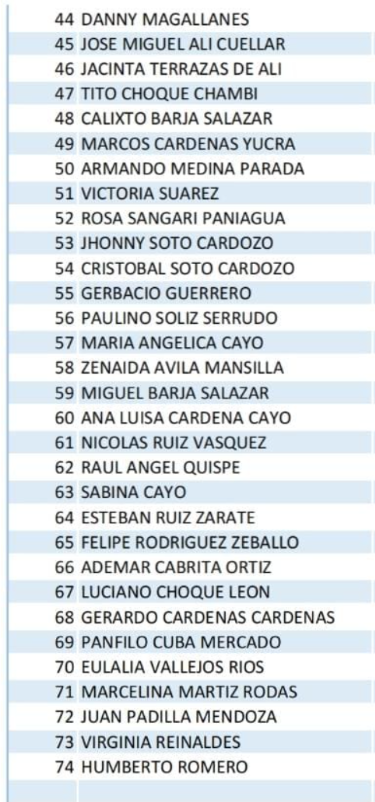 44 DANNY MAGALLANES
45 JOSE MIGUEL ALI CUELLAR
46 JACINTA TERRAZAS DE ALI
47 TITO CHOQUE CHAMBI
48 CALIXTO BARJA SALAZAR
49 MARCOS CARDENAS YUCRA
50 ARMANDO MEDINA PARADA
51 VICTORIA SUAREZ
52 ROSA SANGARI PANIAGUA
53 JHONNY SOTO CARDOZO
54 CRISTOBAL SOTO CARDOZO
55 GERBACIO GUERRERO
56 PAULINO SOLIZ SERRUDO
57 MARIA ANGELICA CAYO
58 ZENAIDA AVILA MANSILLA
59 MIGUEL BARJA SALAZAR
60 ANA LUISA CARDENA CAYO
61 NICOLAS RUIZ VASQUEZ
62 RAUL ANGEL QUISPE
63 SABINA CAYO
64 ESTEBAN RUIZ ZARATE
65 FELIPE RODRIGUEZ ZEBALLO
66 ADEMAR CABRITA ORTIZ
67 LUCIANO CHOQUE LEON
68 GERARDO CARDENAS CARDENAS
69 PANFILO CUBA MERCADO
70 EULALIA VALLEJOS RIOS
71 MARCELINA MARTIZ RODAS
72 JUAN PADILLA MENDOZA
73 VIRGINIA REINALDES
74 HUMBERTO ROMERO